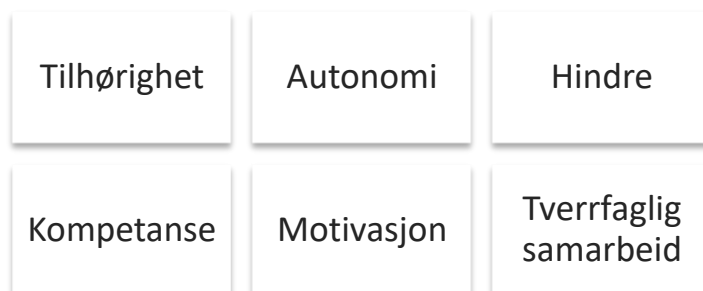 Tilhørighet
Autonomi
Hindre
Kompetanse
Motivasjon
Tverrfaglig
samarbeid